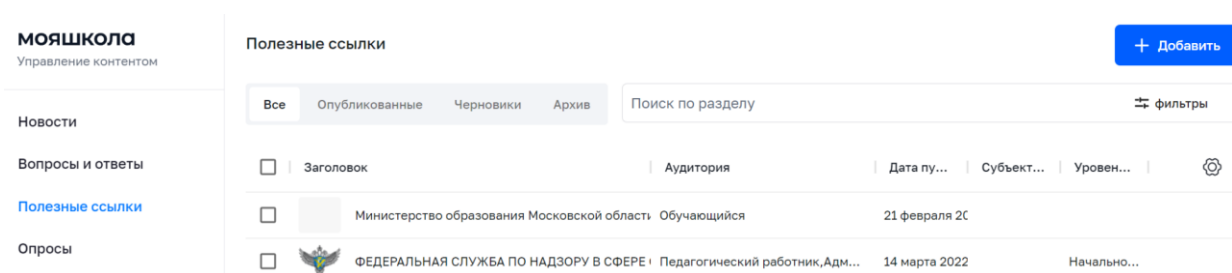 мояшкола
Управление контентом
Новости
Вопросы и ответы
Полезные ссылки
Опросы
Полезные ссылки
+ Добавить
Все Опубликованные Черновики Архив Поиск по разделу фильтры
Заголовок Аудитория Дата пу... Субъект... Уровен...
Министерство образования Московской области Обучающийся 21 февраля 20
ФЕДЕРАЛЬНАЯ СЛУЖБА ПО НАДЗОРУ В СФЕРЕ Педагогический работник,Адм... 14 марта 2022 Начально...